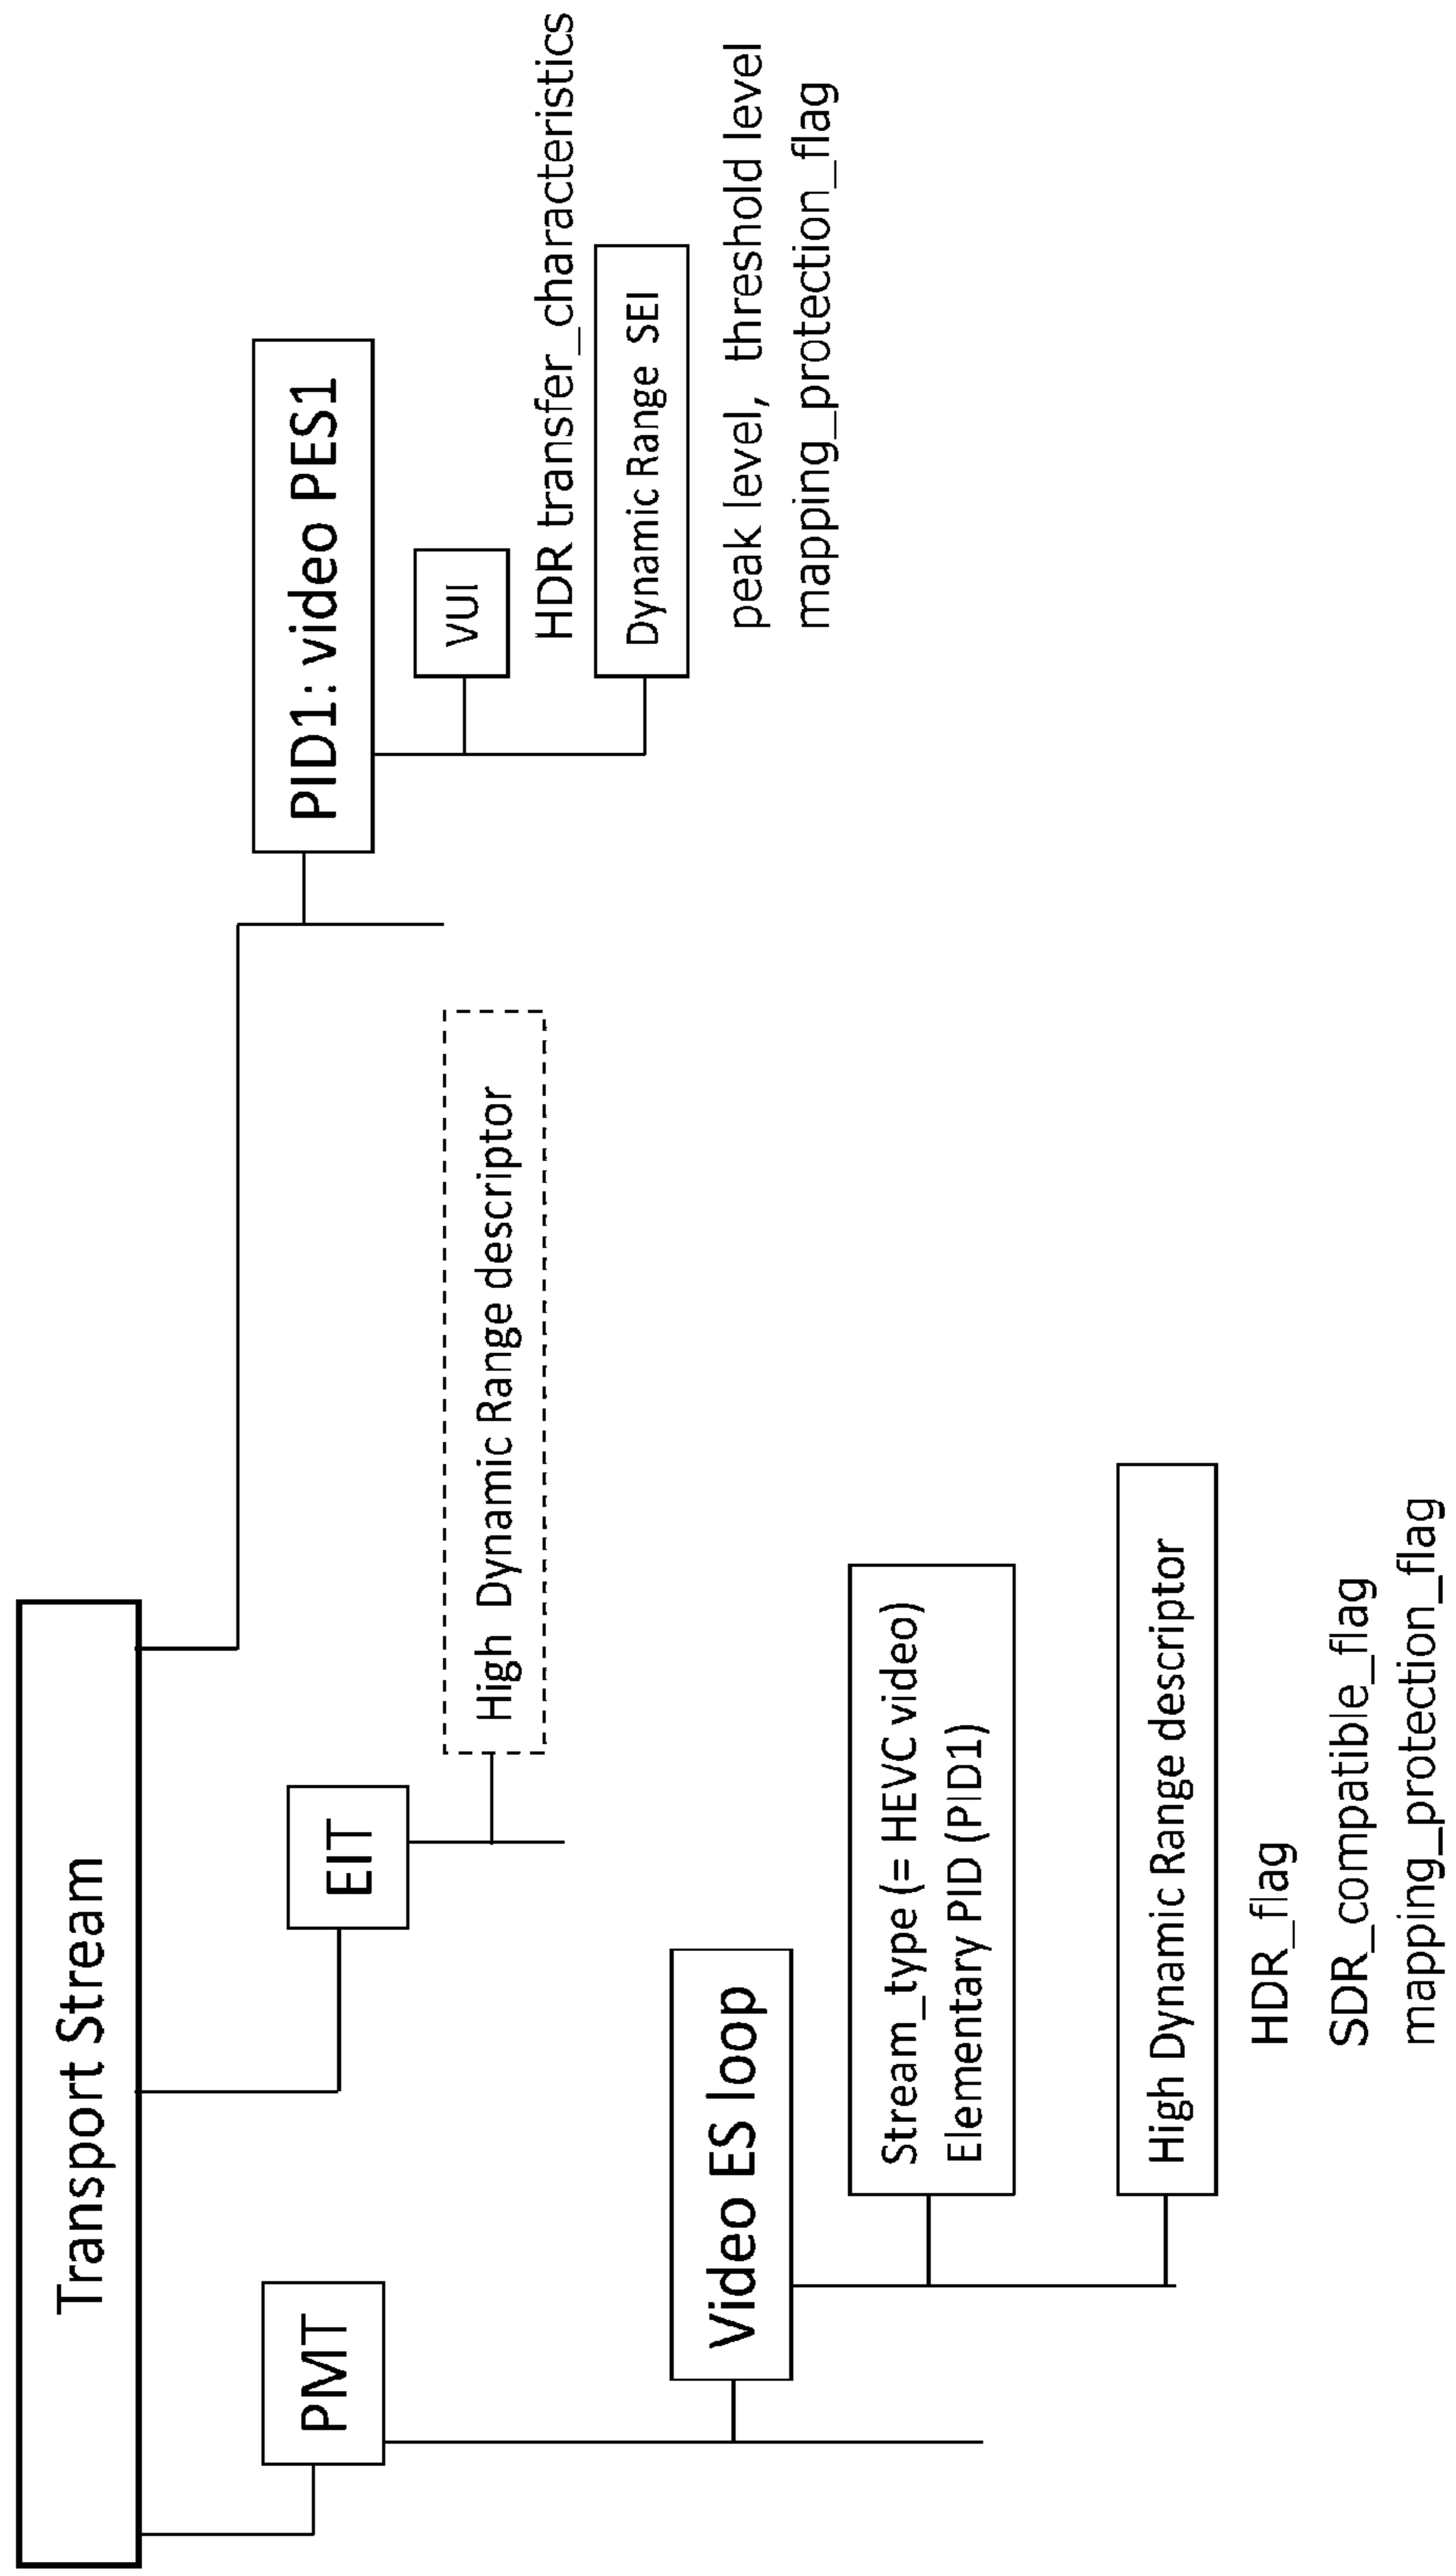 Transport Stream
PMT
Video ES loop
Stream_type (= HEVC video)
Elementary PID (PID1)
High Dynamic Range descriptor
HDR_flag
SDR_compatible_flag
mapping_protection_flag
EIT
High Dynamic Range descriptor
PID1: video PES1
VUI
HDR transfer_characteristics
Dynamic Range SEI
peak level, threshold level
mapping_protection_flag